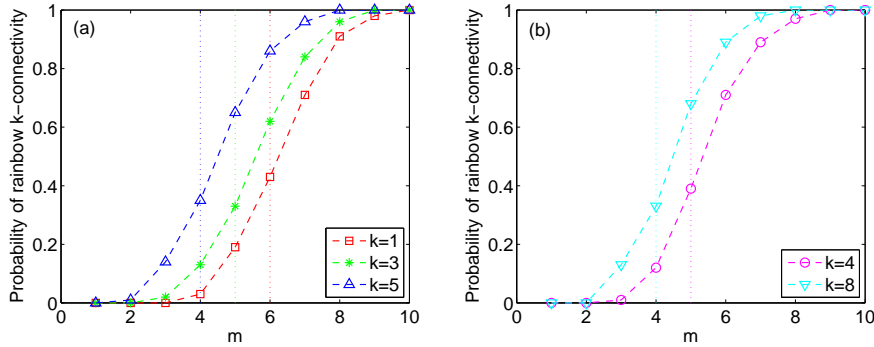 (a)
Probability of rainbow k-connectivity
1
0.8
0.6
0.4
0.2
0
0 2 4 6 8 10
m
k=1
k=3
k=5
(b)
Probability of rainbow k-connectivity
1
0.8
0.6
0.4
0.2
0
0 2 4 6 8 10
m
k=4
k=8